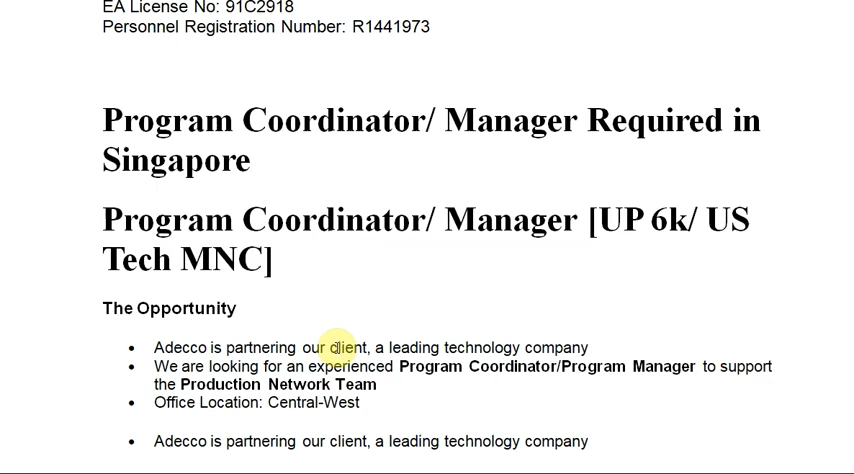 EA License No: 91C2918
Personnel Registration Number: R1441973
Program Coordinator/ Manager Required in
Singapore
Program Coordinator/ Manager [UP 6k/ US
Tech MNC]
The Opportunity
• Adecco is partnering our client, a leading technology company
• We are looking for an experienced Program Coordinator/Program Manager to support
the Production Network Team
• Office Location: Central-West
• Adecco is partnering our client, a leading technology company